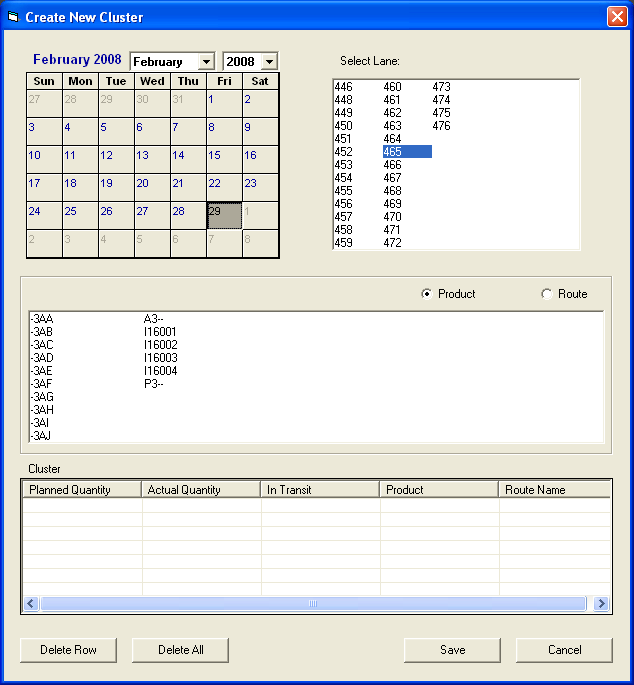 Create New Cluster
February 2008 February 2008
Sun Mon Tue Wed Thu Fri Sat
27 28 29 30 31 1 2
3 4 5 6 7 8 9
10 11 12 13 14 15 16
17 18 19 20 21 22 23
24 25 26 27 28 29 1
2 3 4 5 6 7 8
Select Lane:
446 460 473
448 461 474
449 462 475
450 463 476
451 464
452 465
453 466
454 467
455 468
456 469
457 470
458 471
459 472
Product Route
-3AA A3--
-3AB I16001
-3AC I16002
-3AD I16003
-3AE I16004
-3AF P3--
-3AG
-3AH
-3AI
-3AJ
Cluster
Planned Quantity Actual Quantity In Transit Product Route Name
Delete Row Delete All Save Cancel